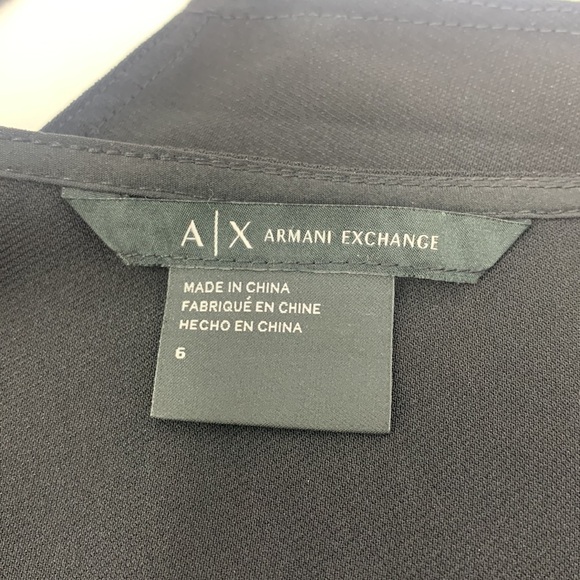 A|X ARMANI EXCHANGE
MADE IN CHINA
FABRIQUÉ EN CHINE
HECHO EN CHINA
6